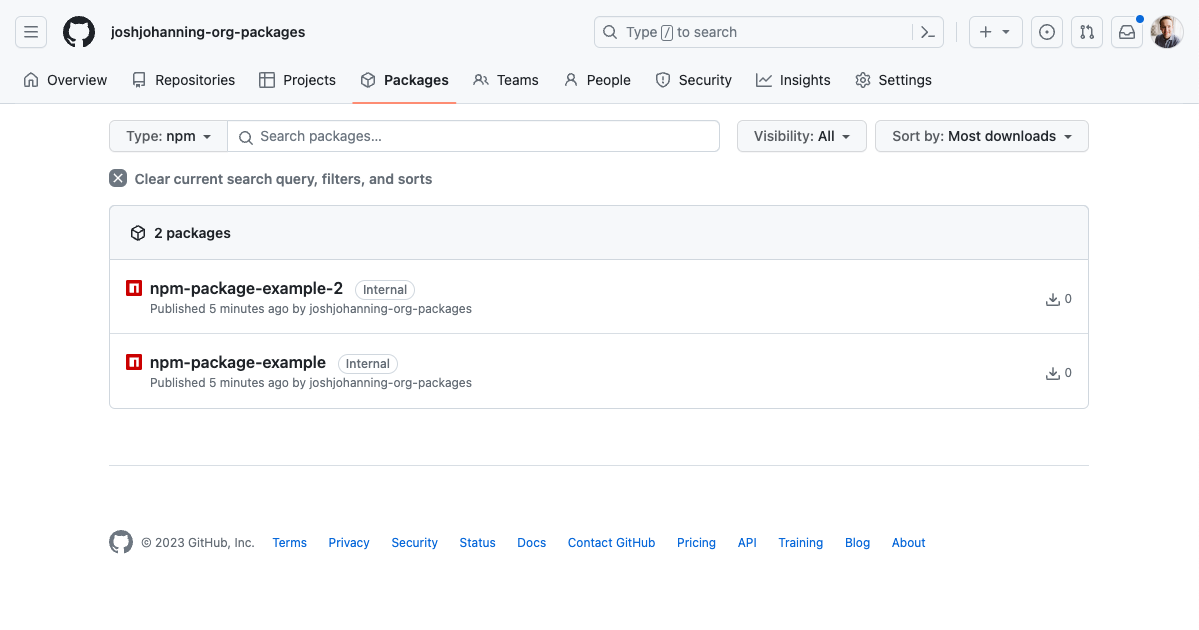 joshjohanning-org-packages Type / to search
Overview Repositories Projects Packages Teams People Security Insights Settings
Type: npm Search packages... Visibility: All Sort by: Most downloads
Clear current search query, filters, and sorts
2 packages
npm-package-example-2 Internal
Published 5 minutes ago by joshjohanning-org-packages 0
npm-package-example Internal
Published 5 minutes ago by joshjohanning-org-packages 0
© 2023 GitHub, Inc. Terms Privacy Security Status Docs Contact GitHub Pricing API Training Blog About